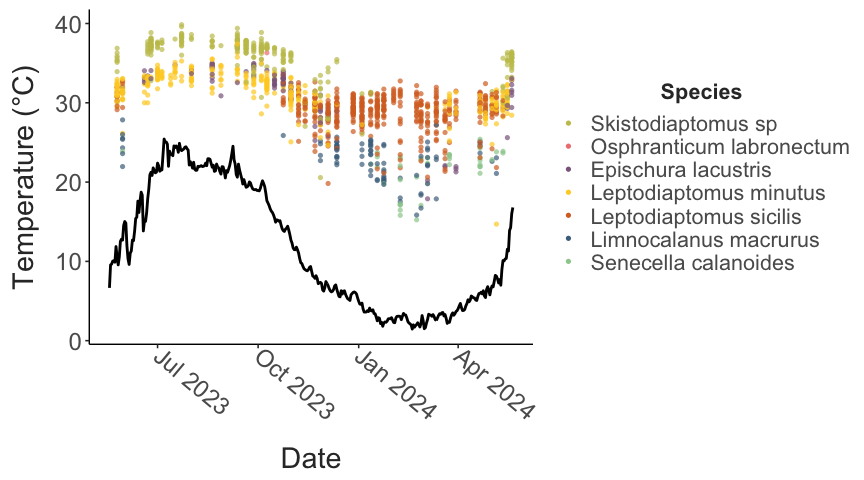 Temperature (°C)
40
30
20
10
0
Jul 2023
Oct 2023
Jan 2024
Apr 2024
Date
Species
Skistodiaptomus sp
Osphranticum labronectum
Epischura lacustris
Leptodiaptomus minutus
Leptodiaptomus sicilis
Limnocalanus macrurus
Senecella calanoides